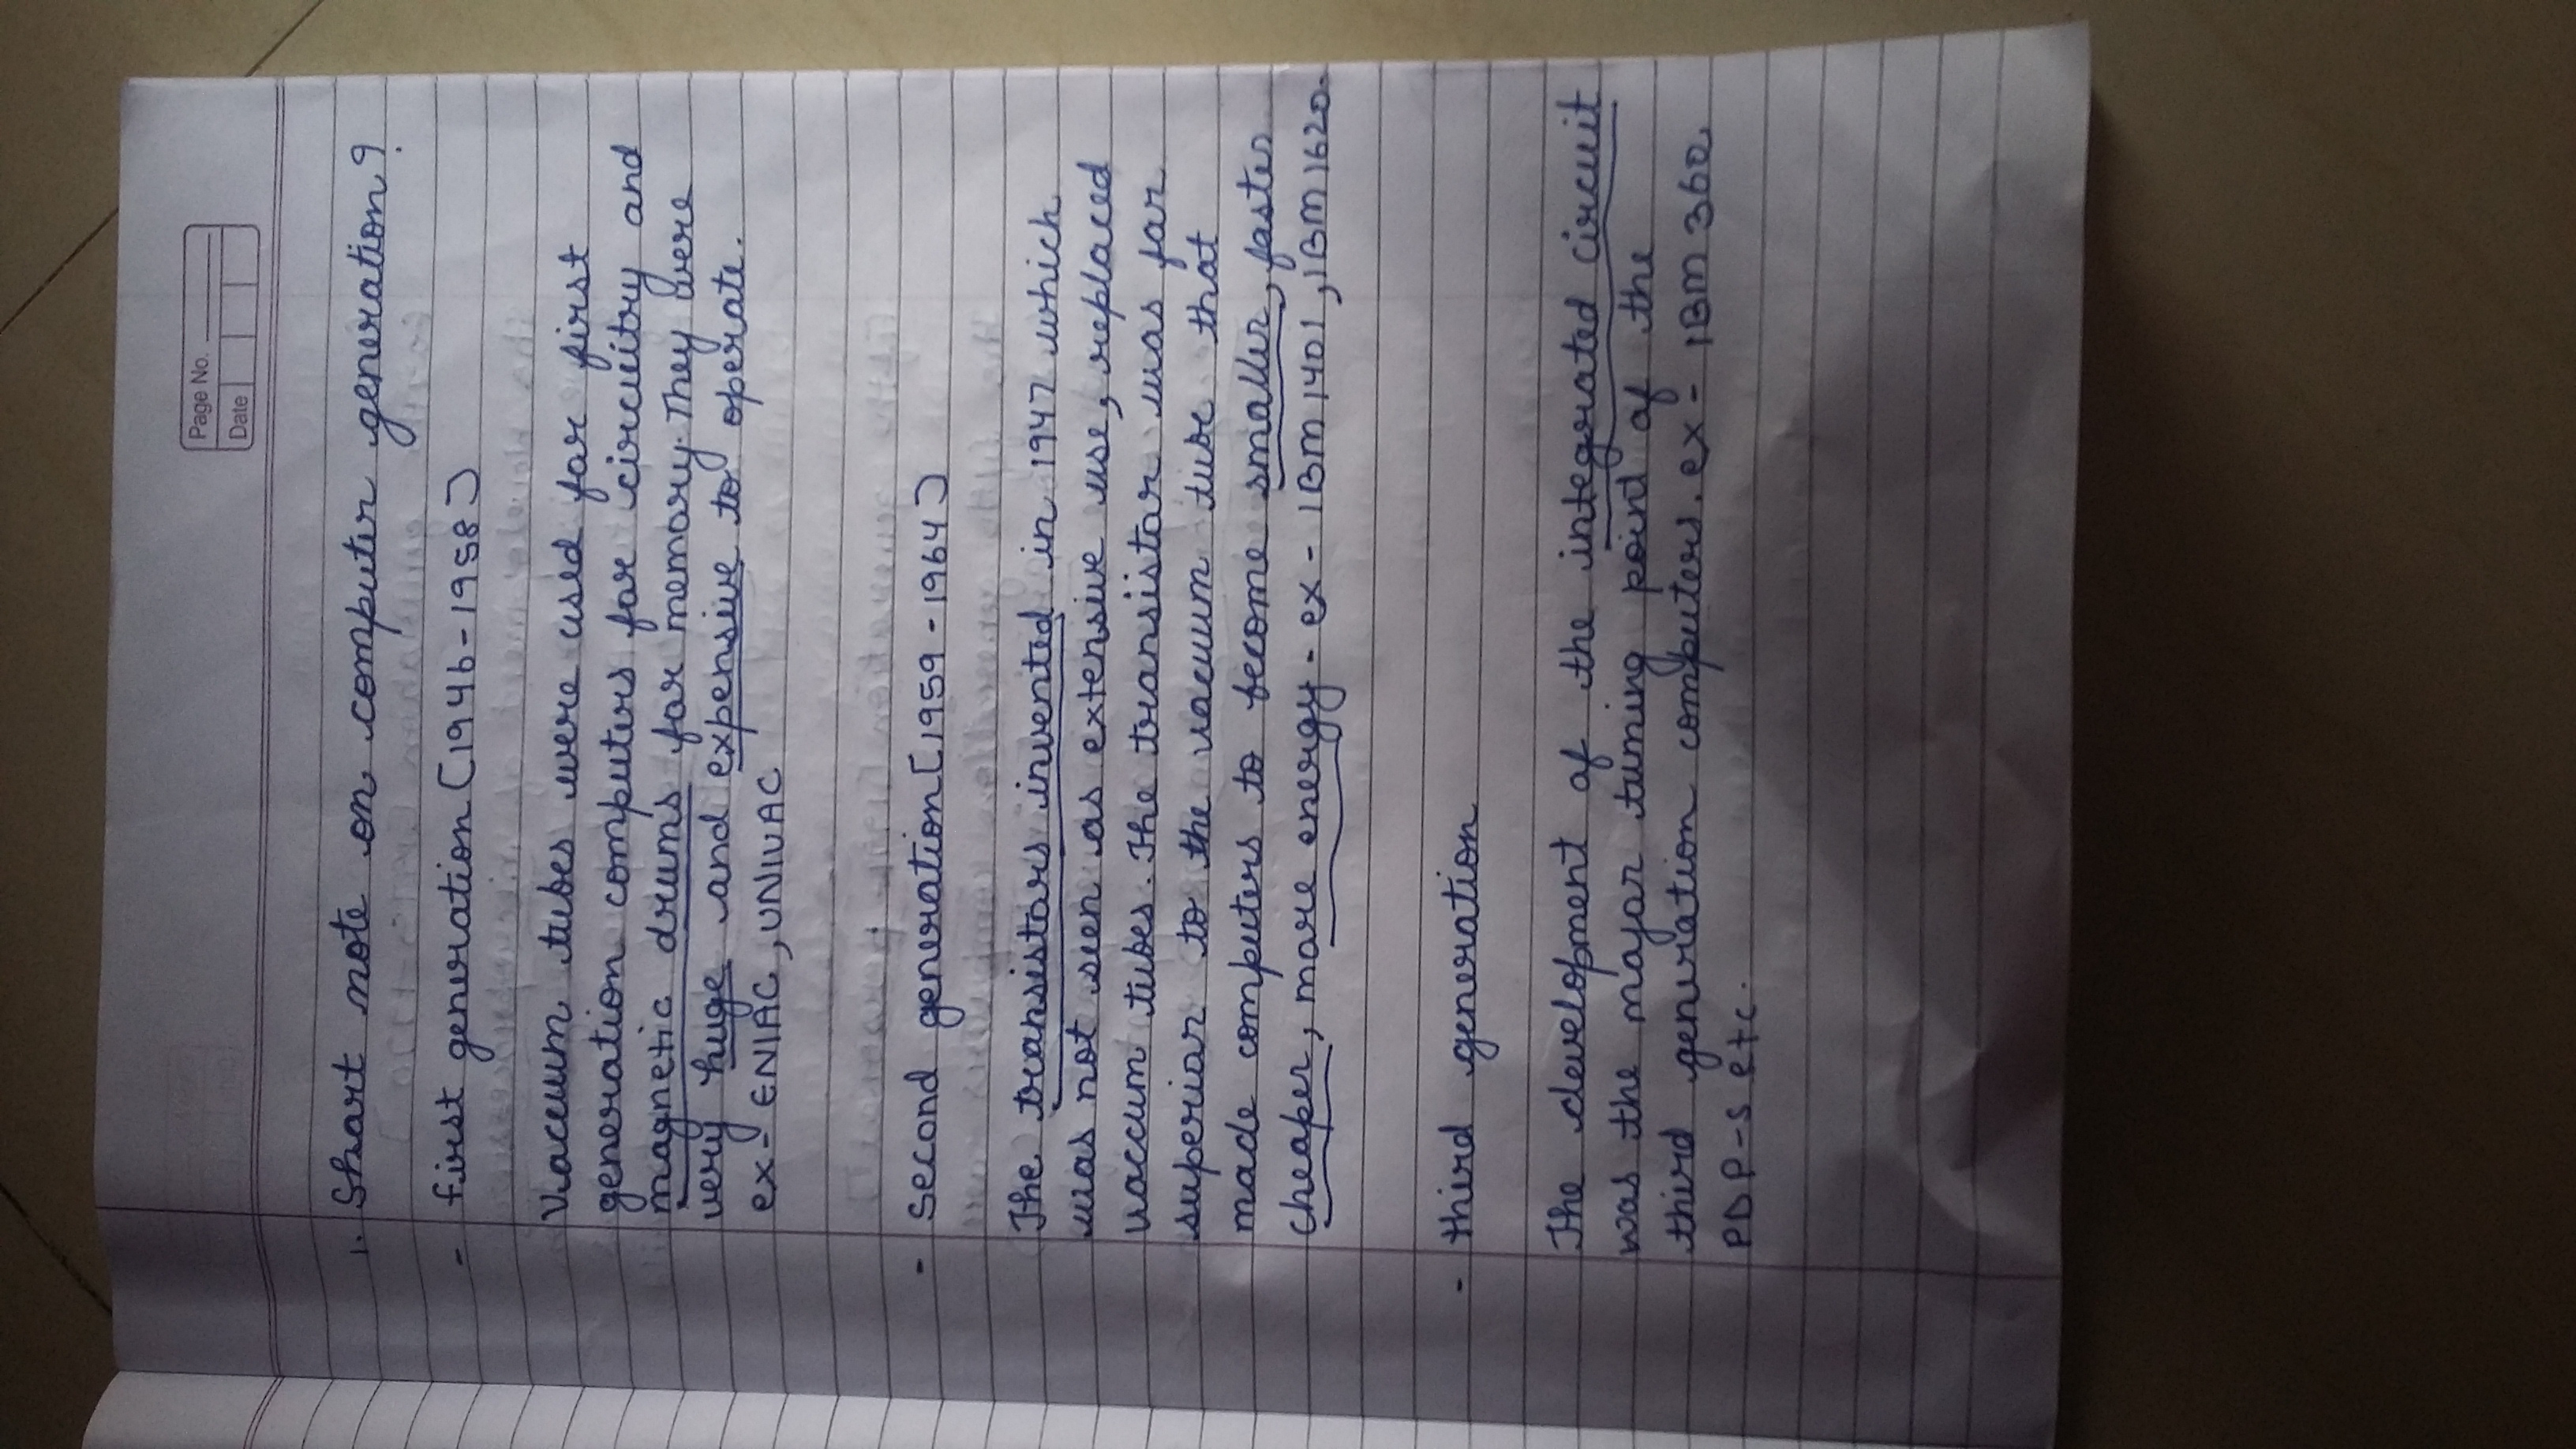 Page No.
Date
1. Short note on computer generation?
- first generation [1946-1958]
Vaccum tubes were used for first
generation computers for circuitry and
magnetic drums for memory. They were
very huge and expensive to operate.
ex- ENIAC, UNIVAC
- second generation [1959-1964]
The transistors invented in 1947 which
was not seen as extensive use, replaced
vaccum tubes. The transistor was far
superior to the vacuum tube that
made computers to become smaller, faster
cheaper, more energy - ex - IBM 1401, IBM 1620.
- third generation
The development of the integrated circuit
was the major turning point of the
third generation computers. ex - IBM 360
PDP-S etc.